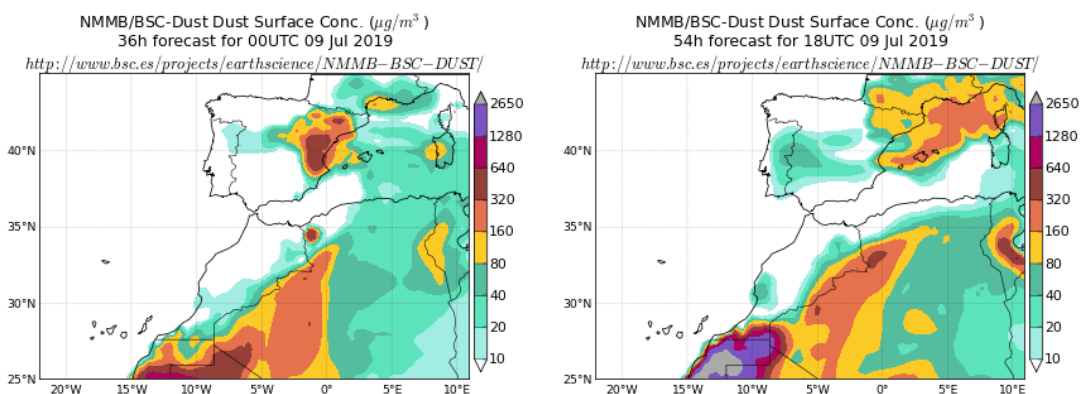 NMMB/BSC-Dust Dust Surface Conc. (μg/m³)
36h forecast for 00UTC 09 Jul 2019
http://www.bsc.es/projects/earthscience/NMMB−BSC−DUST/
2650
1280
640
320
160
80
40
20
10
40°N
35°N
30°N
25°N
20°W 15°W 10°W 5°W 0°E 5°E 10°E
NMMB/BSC-Dust Dust Surface Conc. (μg/m³)
54h forecast for 18UTC 09 Jul 2019
http://www.bsc.es/projects/earthscience/NMMB−BSC−DUST/
2650
1280
640
320
160
80
40
20
10
40°N
35°N
30°N
25°N
20°W 15°W 10°W 5°W 0°E 5°E 10°E